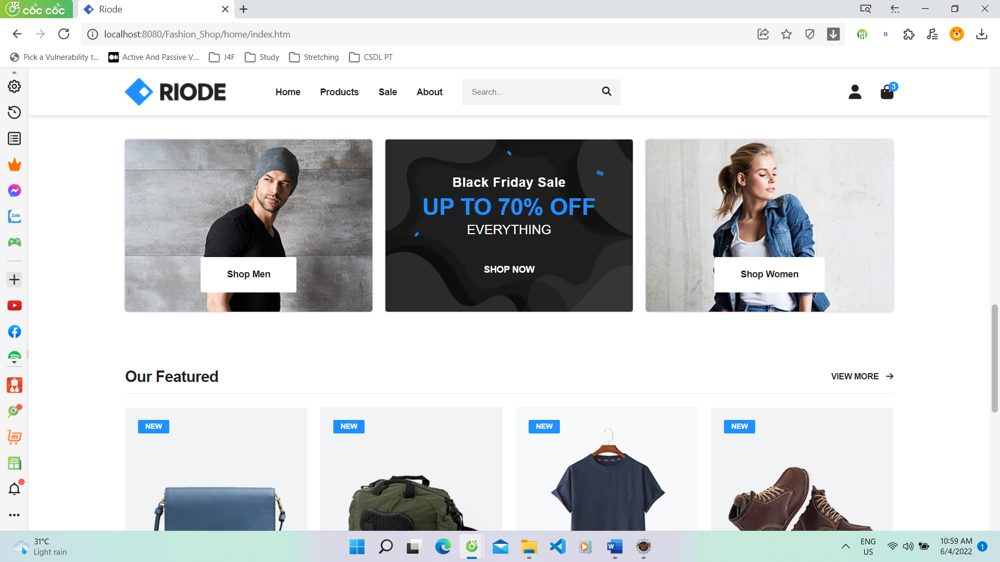 cốc cốc
Riode
localhost:8080/Fashion_Shop/home/index.htm
B
Pick a Vulnerability t...
Active And Passive V...
J4F
Study
Stretching
CSDL PT
RIODE
Home
Products
Sale
About
Search...
3
Zalo
Black Friday Sale
UP TO 70% OFF
EVERYTHING
SHOP NOW
Shop Men
Shop Women
Our Featured
VIEW MORE
NEW
NEW
NEW
NEW
6.6
31°C
Light rain
W
ENG
US
10:59 AM
6/4/2022
1